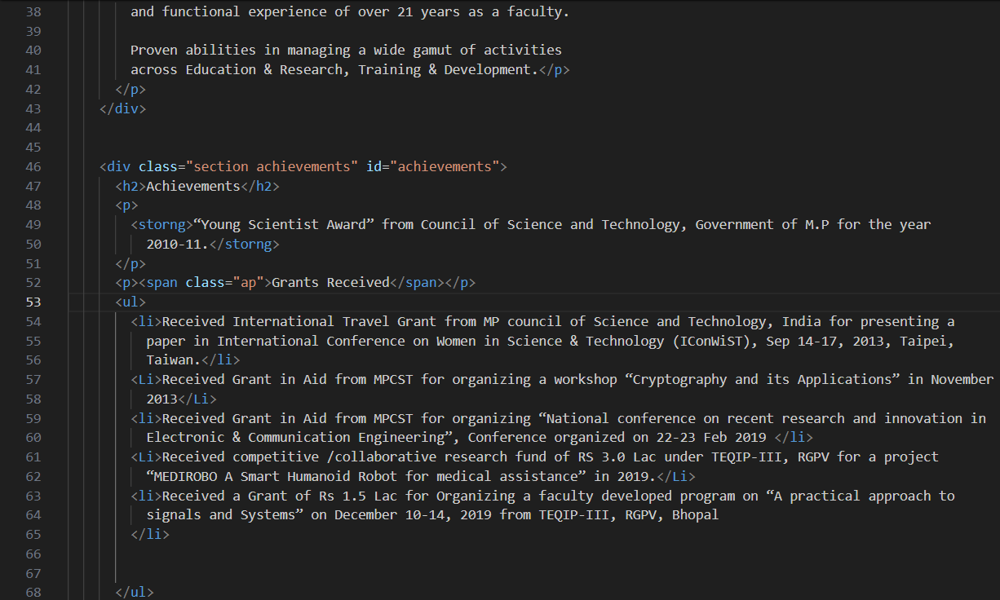 38 and functional experience of over 21 years as a faculty.
39
40 Proven abilities in managing a wide gamut of activities
41 across Education & Research, Training & Development.</p>
42 </p>
43 </div>
44
45
46 <div class="section achievements" id="achievements">
47 <h2>Achievements</h2>
48 <p>
49 <storng>“Young Scientist Award” from Council of Science and Technology, Government of M.P for the year
50 2010-11.</storng>
51 </p>
52 <p><span class="ap">Grants Received</span></p>
53 <ul>
54 <li>Received International Travel Grant from MP council of Science and Technology, India for presenting a
55 paper in International Conference on Women in Science & Technology (IConWiST), Sep 14-17, 2013, Taipei,
56 Taiwan.</li>
57 <Li>Received Grant in Aid from MPCST for organizing a workshop “Cryptography and its Applications” in November
58 2013</Li>
59 <li>Received Grant in Aid from MPCST for organizing “National conference on recent research and innovation in
60 Electronic & Communication Engineering”, Conference organized on 22-23 Feb 2019 </li>
61 <Li>Received competitive /collaborative research fund of RS 3.0 Lac under TEQIP-III, RGPV for a project
62 “MEDIROBO A Smart Humanoid Robot for medical assistance” in 2019.</Li>
63 <li>Received a Grant of Rs 1.5 Lac for Organizing a faculty developed program on “A practical approach to
64 signals and Systems” on December 10-14, 2019 from TEQIP-III, RGPV, Bhopal
65 </li>
66
67
68 </ul>